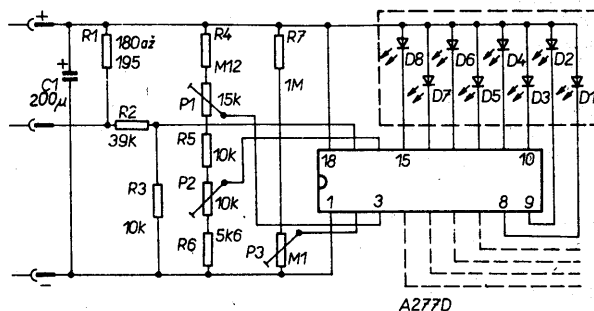 +
R1
180až
195
R4
M12
R7
1M
+
C1
200µ
P1
15k
R2
39k
R3
10k
R5
10k
P2
10k
R6
5k6
P3
M1
D8
D6
D4
D2
D7
D5
D3
D1
18
15
10
1
3
8
9
−
A277D